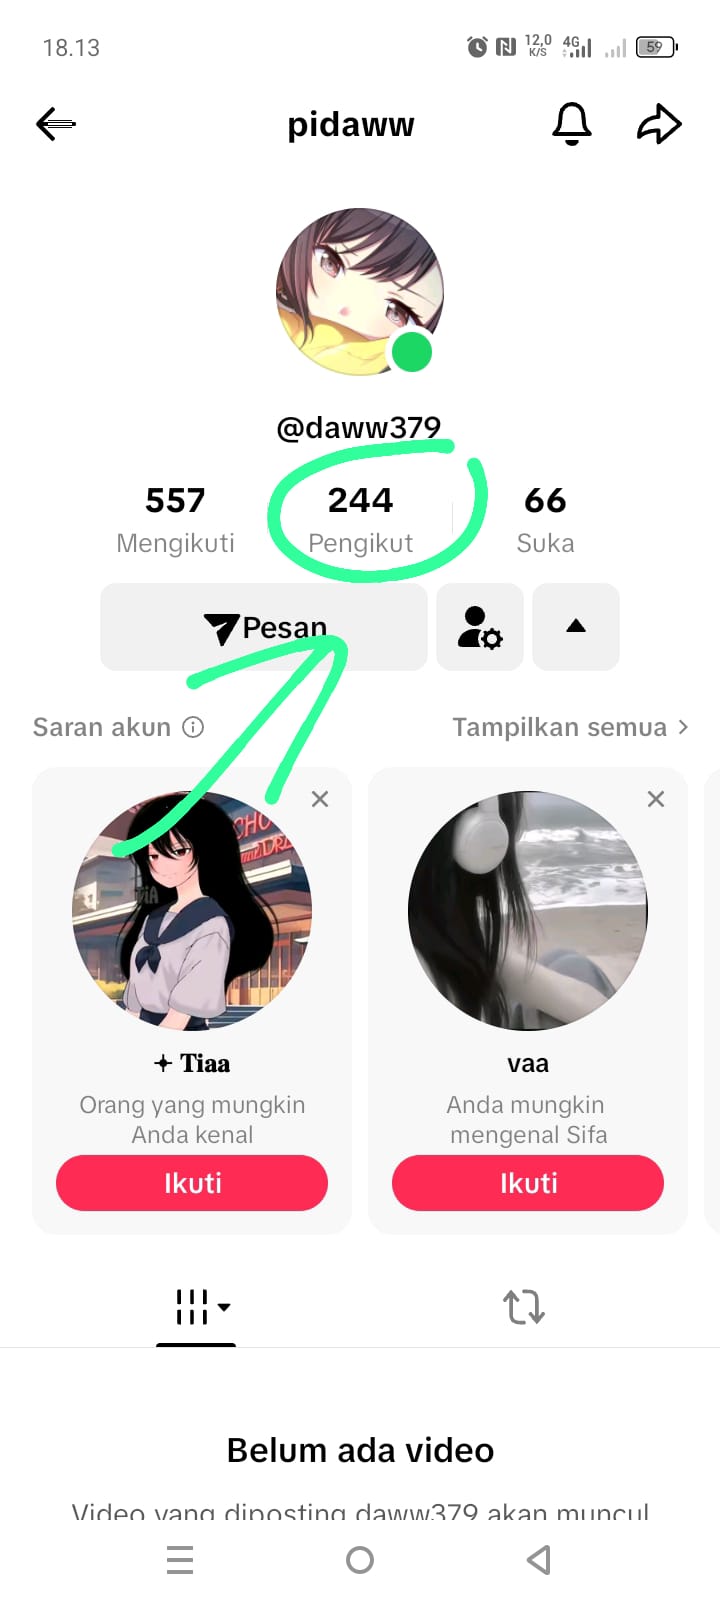 18.13
12,0
K/S
4G
59
pidaww
@daww379
557 244 66
Mengikuti Pengikut Suka
Pesan
Saran akun
Tampilkan semua
Tiaa
Orang yang mungkin
Anda kenal
Ikuti
vaa
Anda mungkin
mengenal Sifa
Ikuti
Belum ada video
Video yang diposting daww379 akan muncul